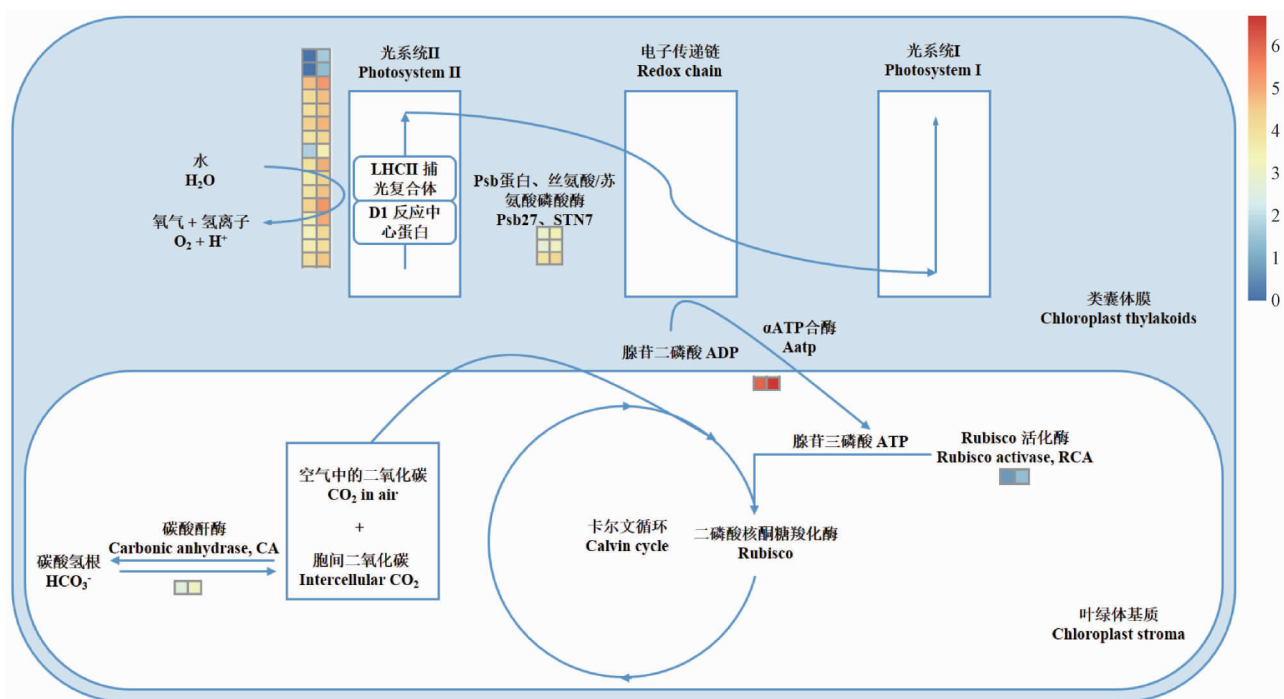 光系统II
Photosystem II
电子传递链
Redox chain
光系统I
Photosystem I
6
5
4
3
2
1
0
水
H₂O
氧气 + 氢离子
O₂ + H⁺
LHCII 捕
光复合体
D1 反应中
心蛋白
Psb蛋白、丝氨酸/苏
氨酸磷酸酶
Psb27、STN7
类囊体膜
Chloroplast thylakoids
腺苷二磷酸 ADP
αATP合酶
Aatp
腺苷三磷酸 ATP
Rubisco 活化酶
Rubisco activase, RCA
空气中的二氧化碳
CO₂ in air
+
胞间二氧化碳
Intercellular CO₂
碳酸酐酶
Carbonic anhydrase, CA
碳酸氢根
HCO₃⁻
卡尔文循环
Calvin cycle
二磷酸核酮糖羧化酶
Rubisco
叶绿体基质
Chloroplast stroma